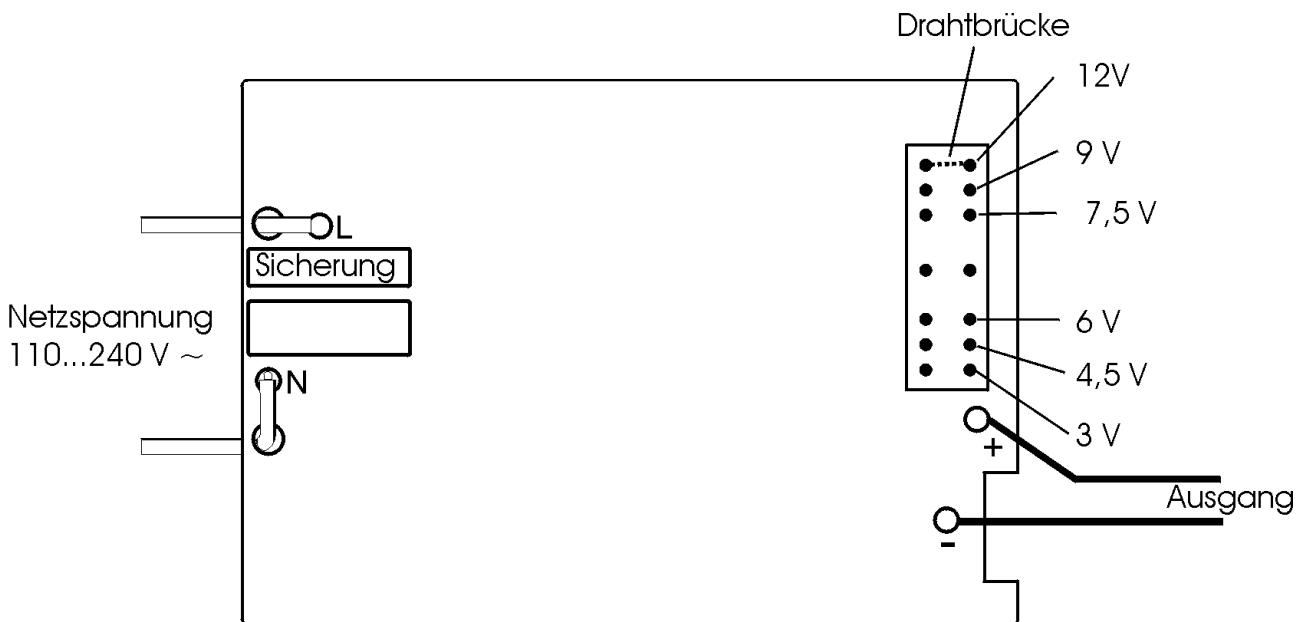 Drahtbrücke
12V
9 V
7,5 V
L
Sicherung
Netzspannung
110...240 V ~
6 V
N
4,5 V
3 V
+
Ausgang
-